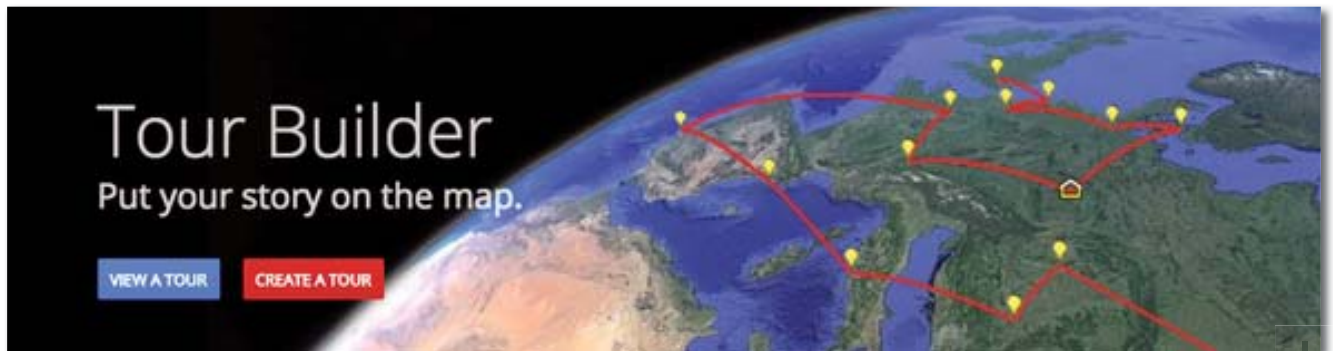 Tour Builder
Put your story on the map.
VIEW A TOUR
CREATE A TOUR